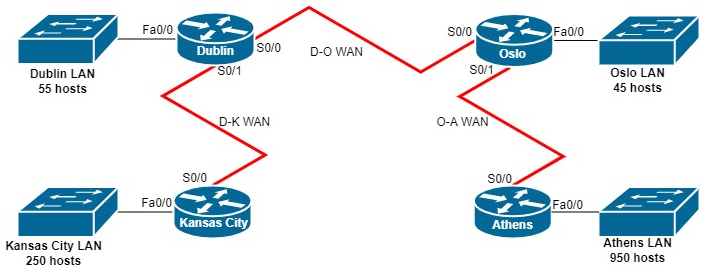 Fa0/0
Dublin
S0/0
S0/1
Dublin LAN
55 hosts
D-O WAN
S0/0
Oslo
Fa0/0
S0/1
Oslo LAN
45 hosts
D-K WAN
O-A WAN
S0/0
Fa0/0
Kansas City
Kansas City LAN
250 hosts
S0/0
Athens
Fa0/0
Athens LAN
950 hosts